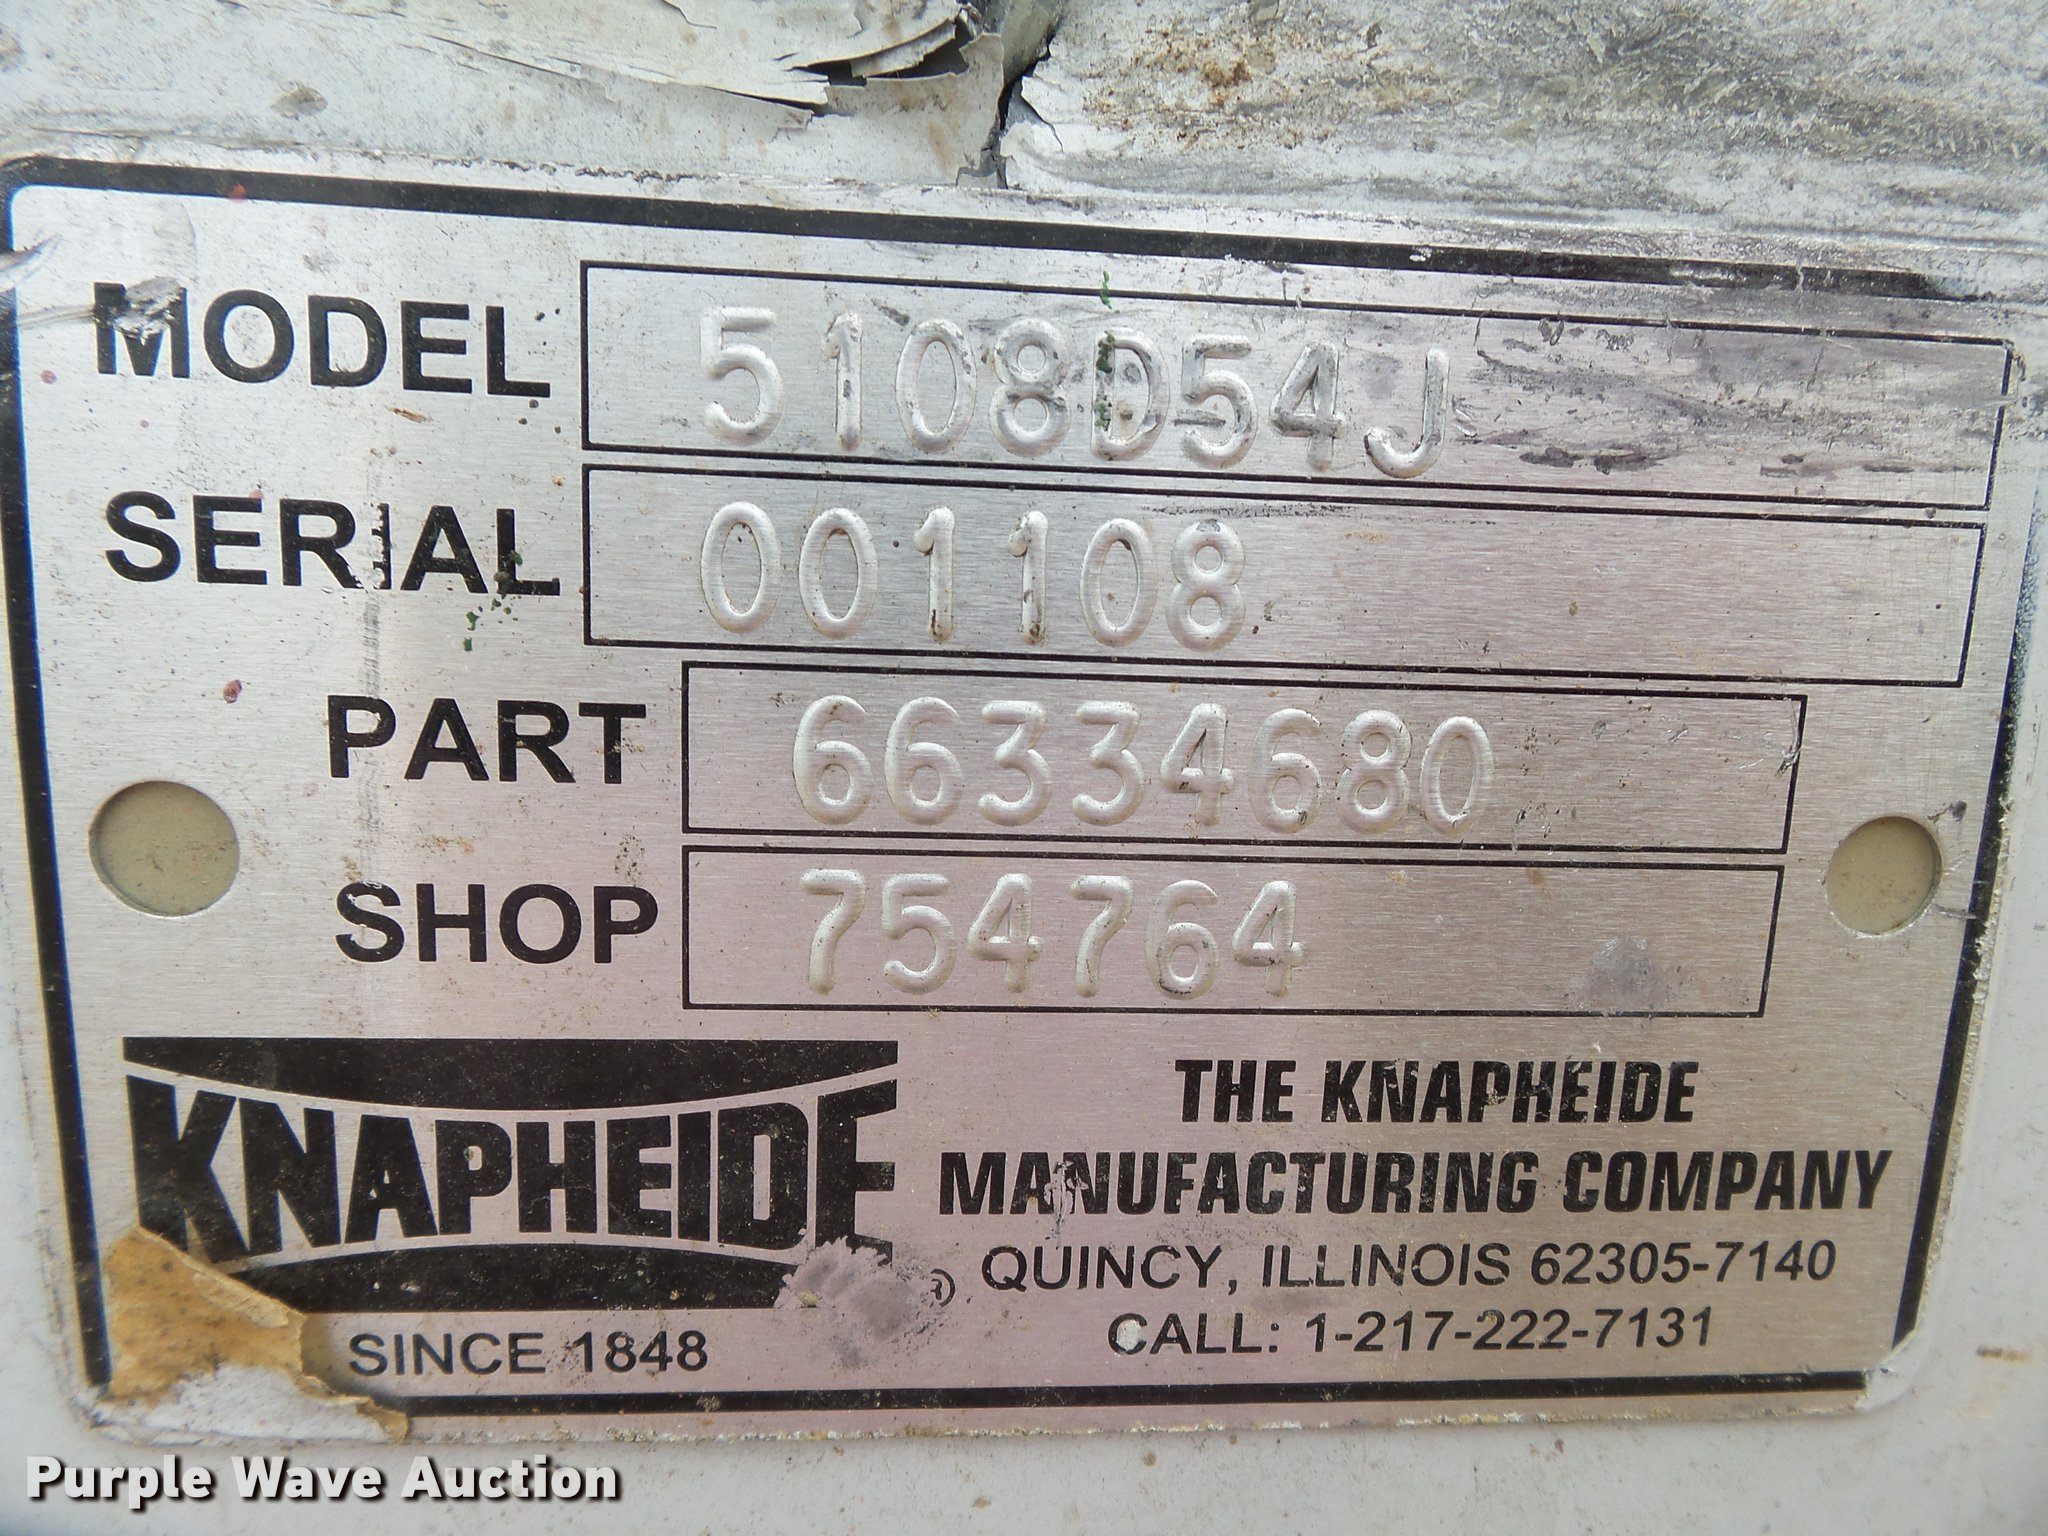 MODEL 5108D54J
SERIAL 001108
PART 66334680
SHOP 754764
KNAPHEIDE ®
SINCE 1848
THE KNAPHEIDE
MANUFACTURING COMPANY
QUINCY, ILLINOIS 62305-7140
CALL: 1-217-222-7131
Purple Wave Auction